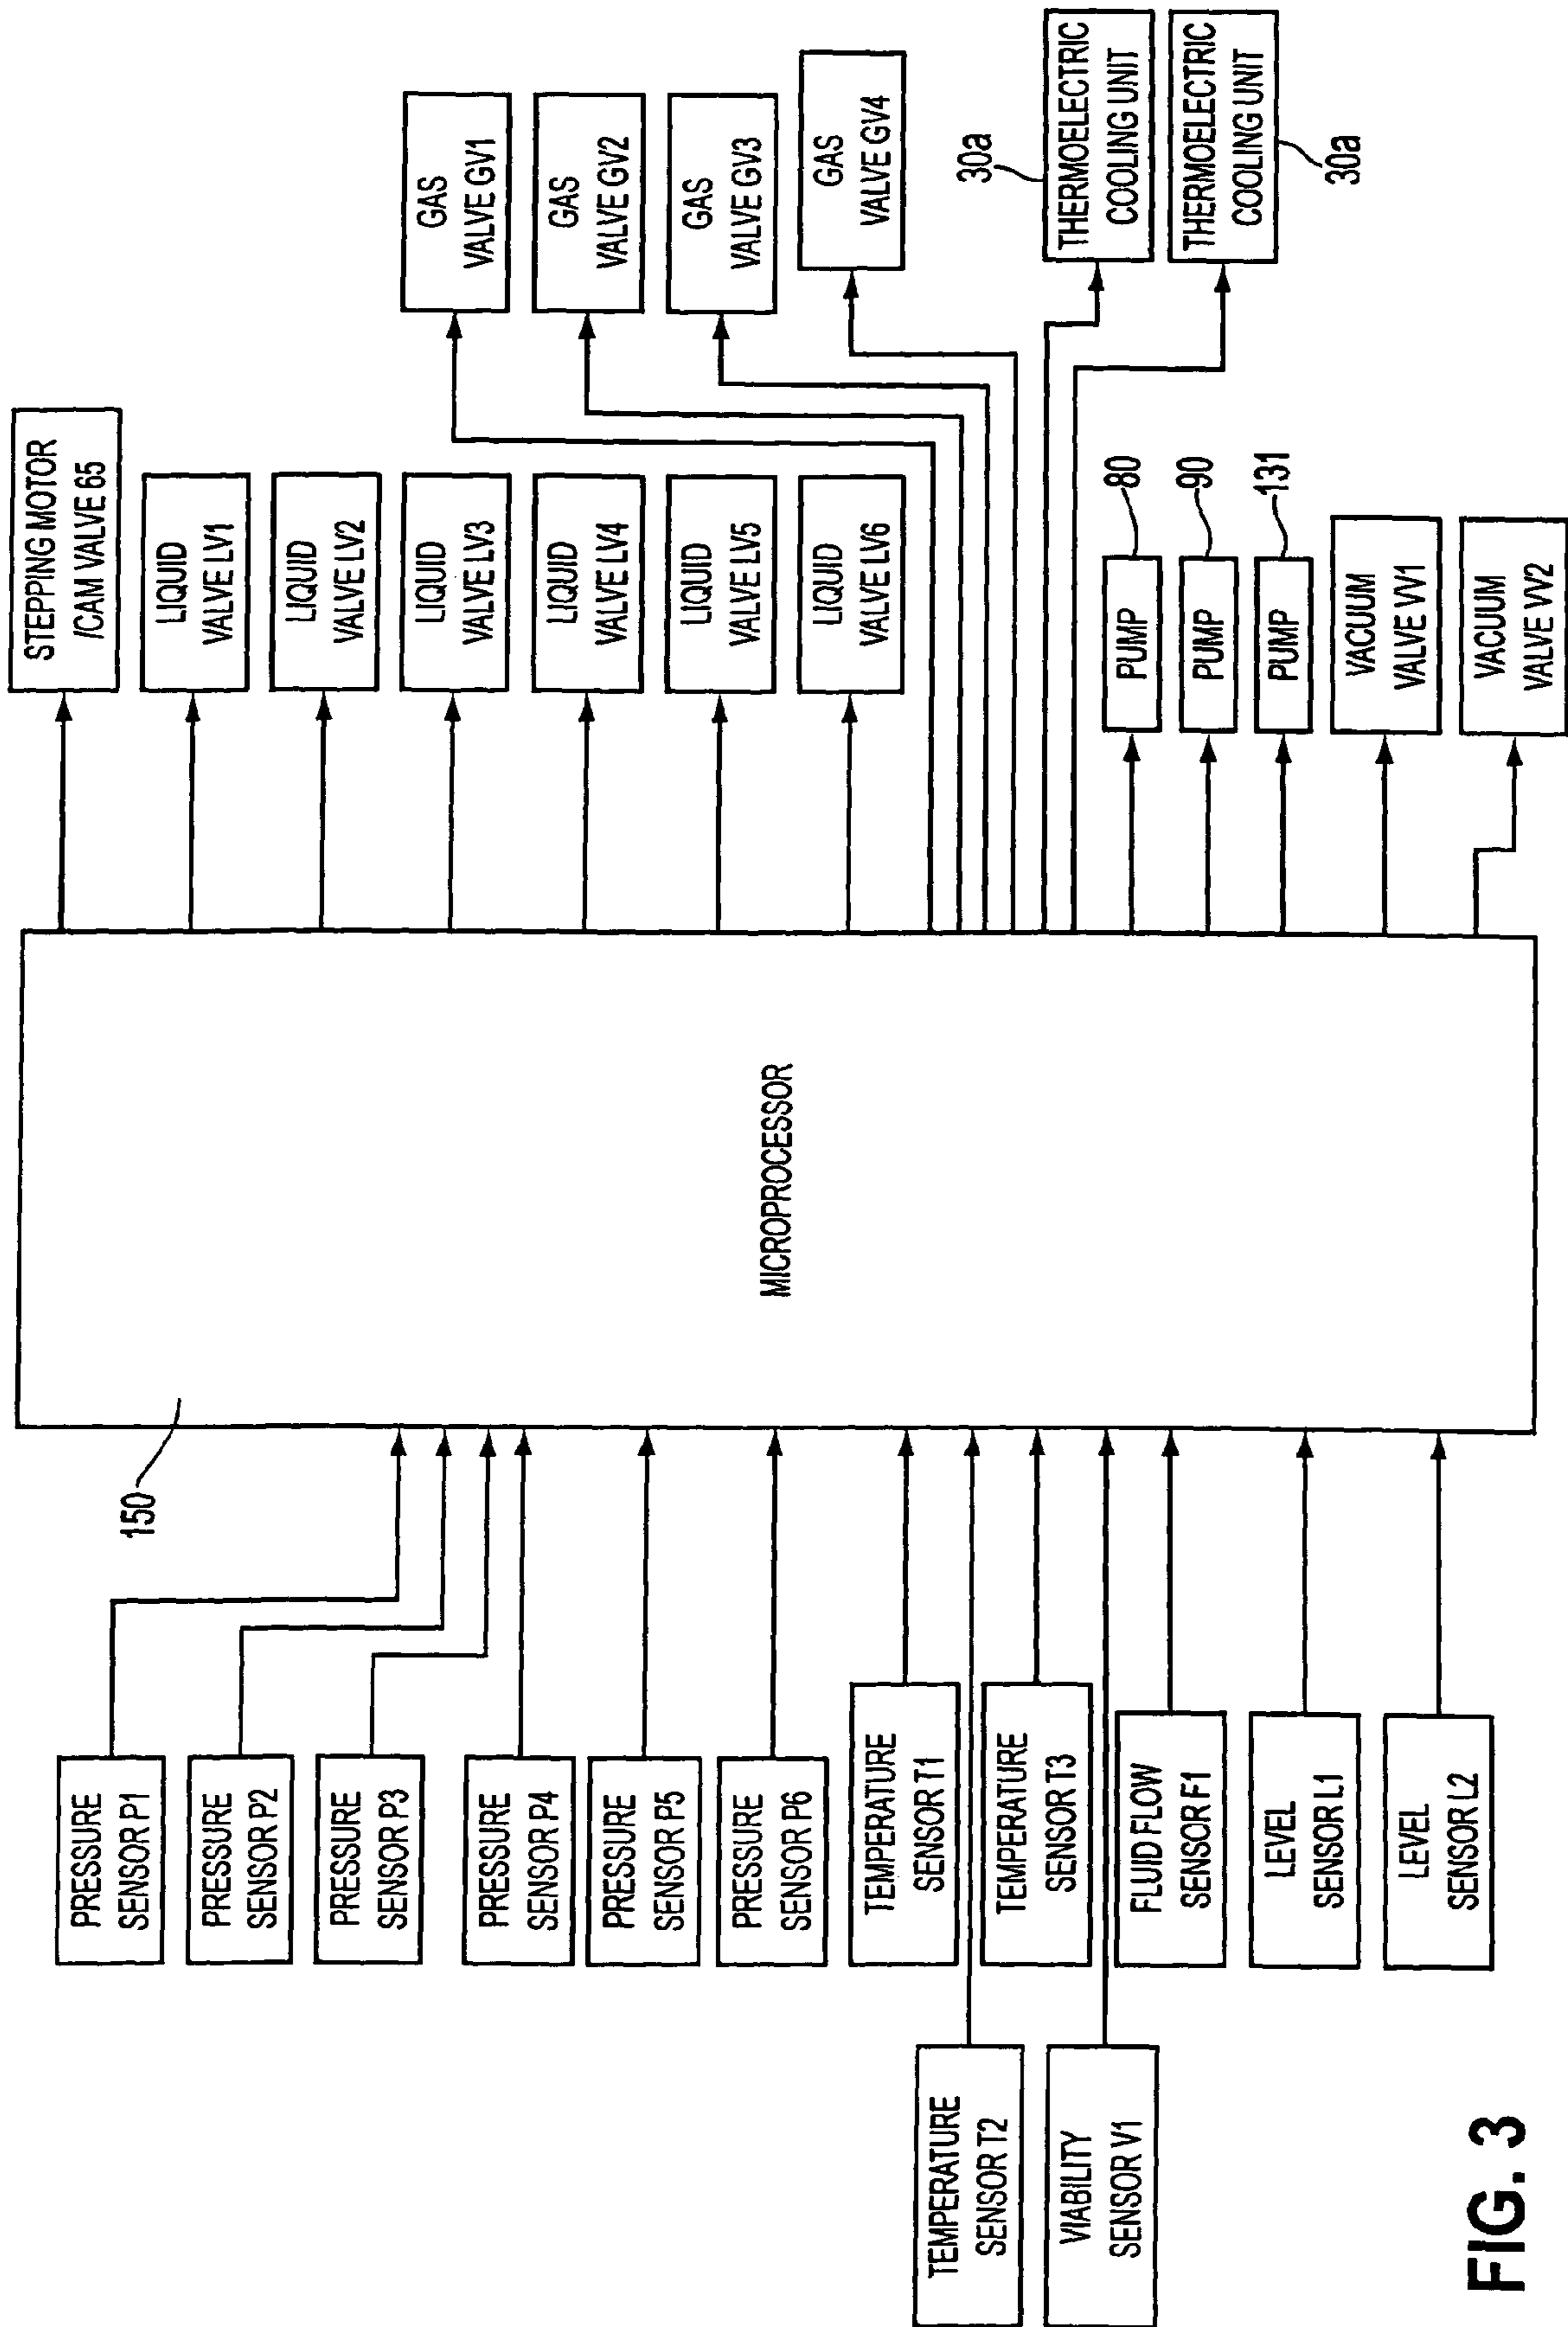 PRESSURE
SENSOR P1
PRESSURE
SENSOR P2
PRESSURE
SENSOR P3
PRESSURE
SENSOR P4
PRESSURE
SENSOR P5
PRESSURE
SENSOR P6
TEMPERATURE
SENSOR T1
TEMPERATURE
SENSOR T2
TEMPERATURE
SENSOR T3
VIABILITY
SENSOR V1
FLUID FLOW
SENSOR F1
LEVEL
SENSOR L1
LEVEL
SENSOR L2
150
MICROPROCESSOR
STEPPING MOTOR
/CAM VALVE 65
LIQUID
VALVE LV1
LIQUID
VALVE LV2
LIQUID
VALVE LV3
LIQUID
VALVE LV4
LIQUID
VALVE LV5
LIQUID
VALVE LV6
GAS
VALVE GV1
GAS
VALVE GV2
GAS
VALVE GV3
GAS
VALVE GV4
30a
THERMOELECTRIC
COOLING UNIT
THERMOELECTRIC
COOLING UNIT
30a
PUMP
80
PUMP
90
PUMP
131
VACUUM
VALVE VV1
VACUUM
VALVE VV2
FIG. 3